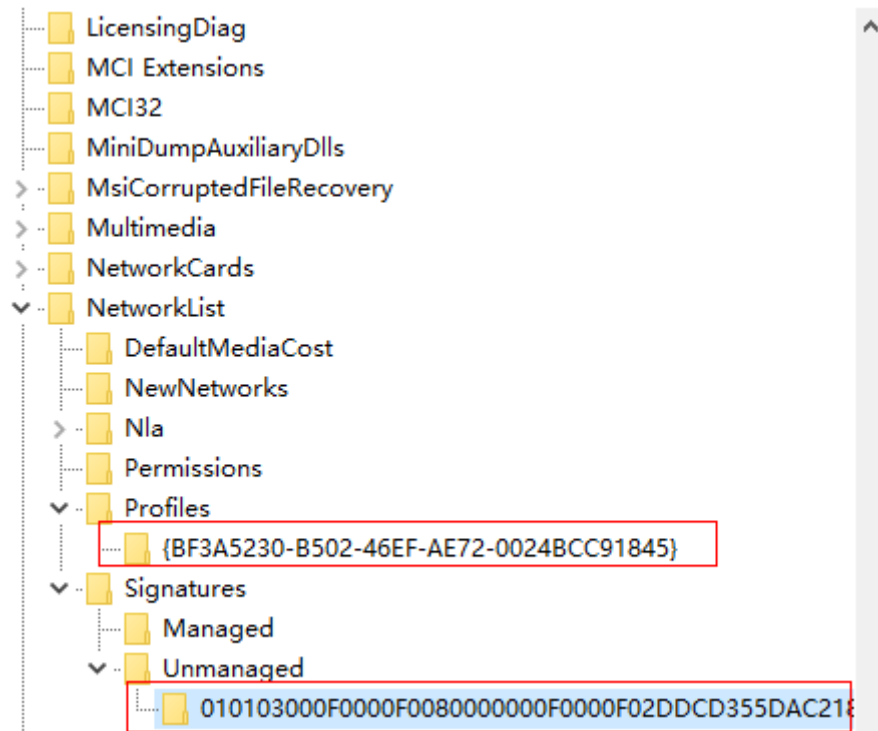 LicensingDiag
MCI Extensions
MCI32
MiniDumpAuxiliaryDlls
MsiCorruptedFileRecovery
Multimedia
NetworkCards
NetworkList
DefaultMediaCost
NewNetworks
Nla
Permissions
Profiles
{BF3A5230-B502-46EF-AE72-0024BCC91845}
Signatures
Managed
Unmanaged
010103000F0000F0080000000F0000F02DDCD355DAC218